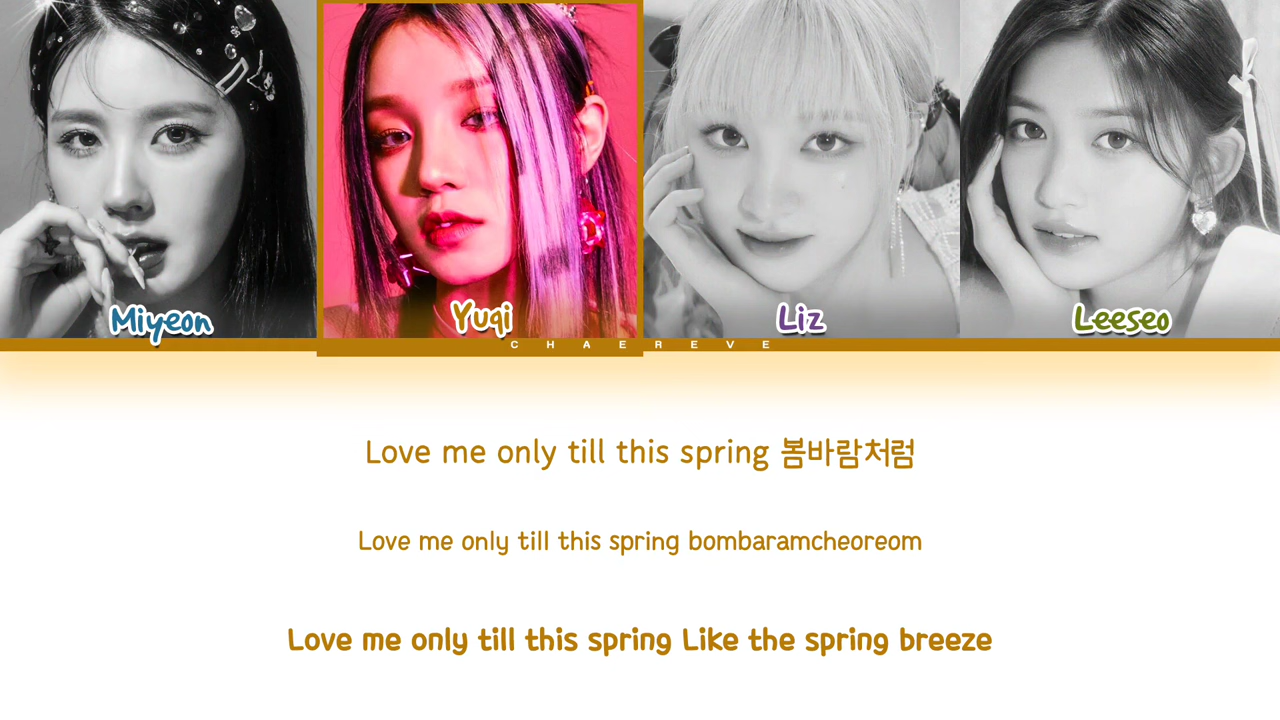 Miyeon
Yuqi
Liz
Leeseo
CHAEREVE
Love me only till this spring 봄바람처럼
Love me only till this spring bombaramcheoreom
Love me only till this spring Like the spring breeze